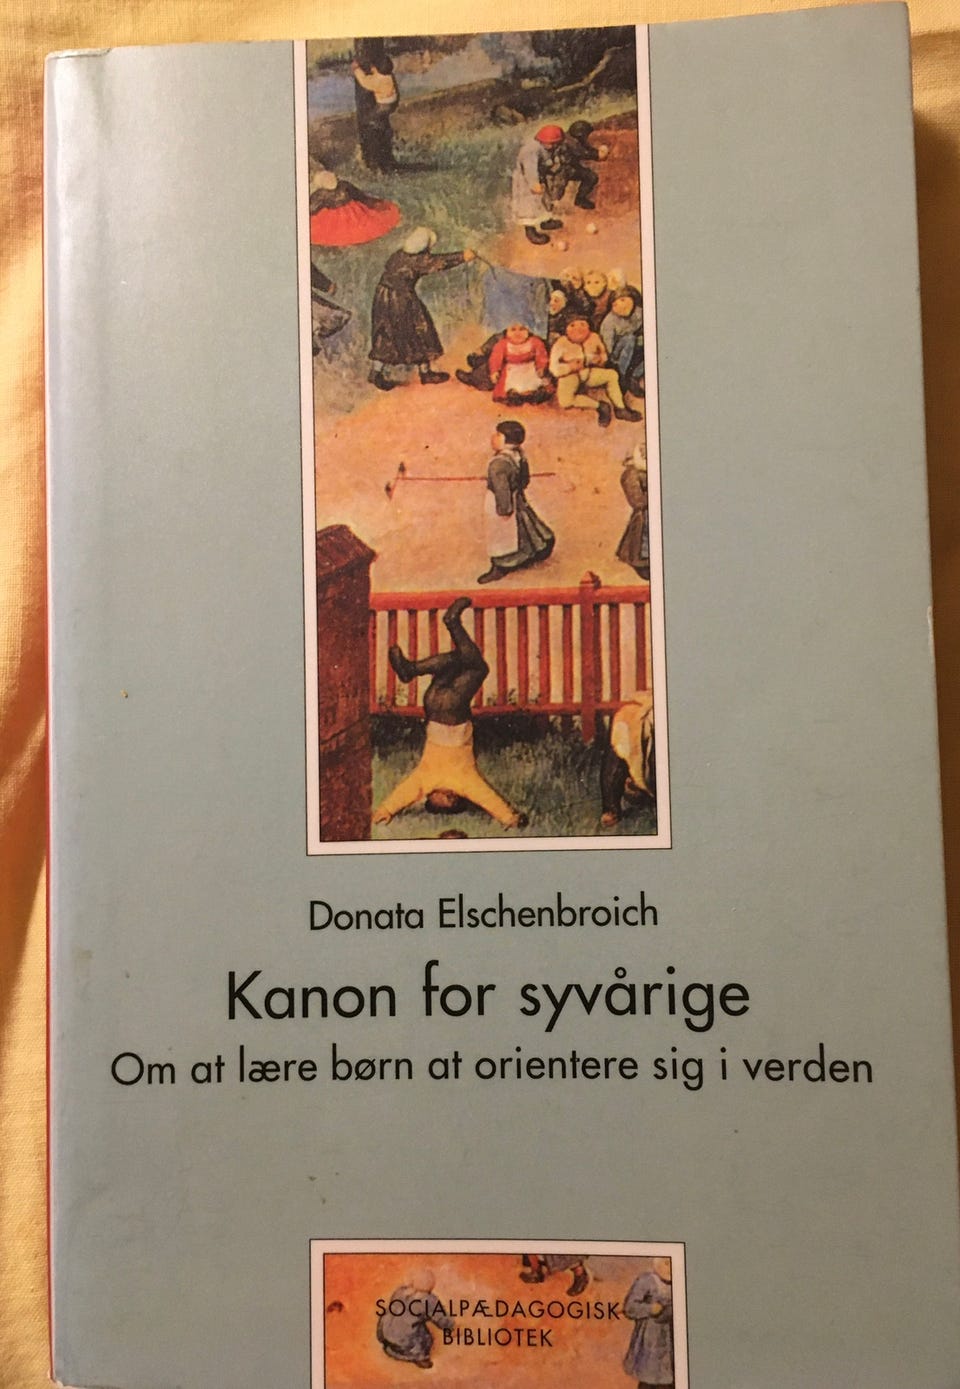 Donata Elschenbroich
Kanon for syvårige
Om at lære børn at orientere sig i verden
SOCIALPÆDAGOGISK
BIBLIOTEK